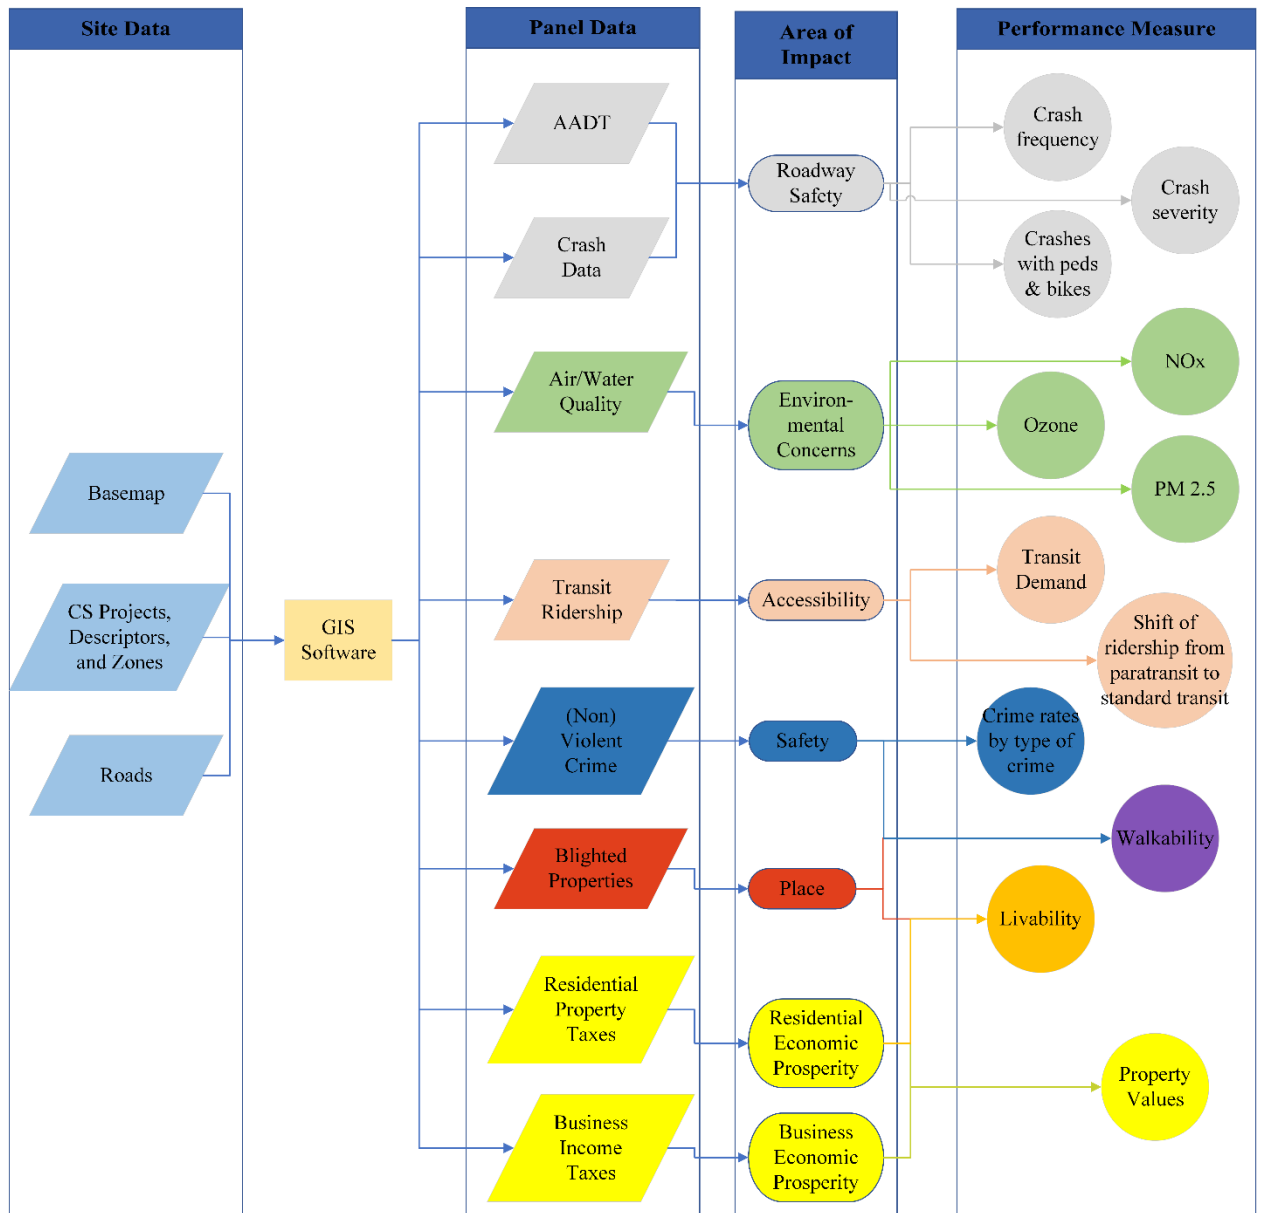 Site Data
Panel Data
Area of
Impact
Performance Measure
Basemap
CS Projects,
Descriptors,
and Zones
Roads
GIS
Software
AADT
Crash
Data
Air/Water
Quality
Transit
Ridership
(Non)
Violent
Crime
Blighted
Properties
Residential
Property
Taxes
Business
Income
Taxes
Roadway
Safety
Environ-
mental
Concerns
Accessibility
Safety
Place
Residential
Economic
Prosperity
Business
Economic
Prosperity
Crash
frequency
Crash
severity
Crashes
with peds
& bikes
NOx
Ozone
PM 2.5
Transit
Demand
Shift of
ridership from
paratransit to
standard transit
Crime rates
by type of
crime
Walkability
Livability
Property
Values